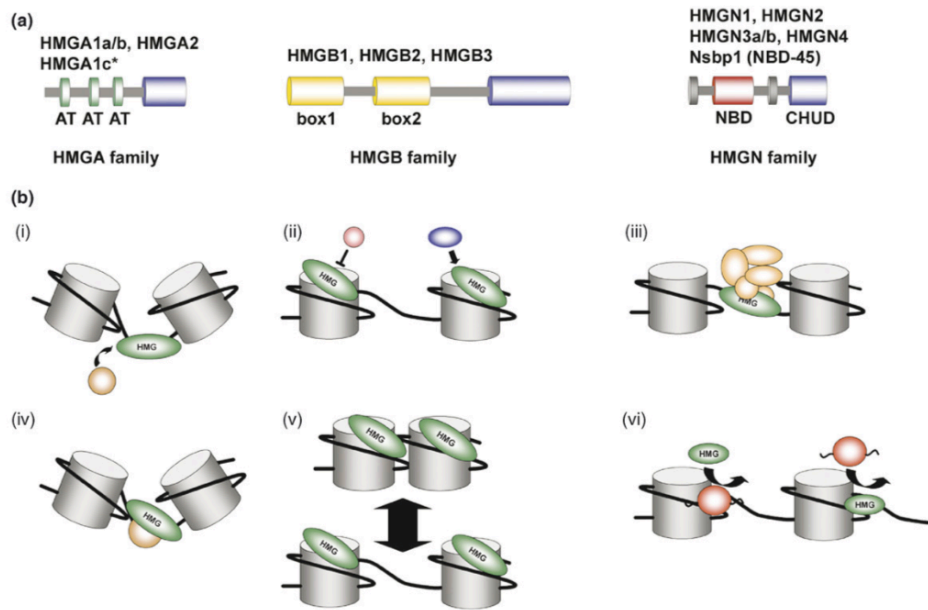 (a)
HMGA1a/b, HMGA2
HMGA1c*
AT AT AT
HMGA family
HMGB1, HMGB2, HMGB3
box1 box2
HMGB family
HMGN1, HMGN2
HMGN3a/b, HMGN4
Nsbp1 (NBD-45)
NBD CHUD
HMGN family
(b)
(i)
HMG
(ii)
HMG
HMG
(iii)
HMG
(iv)
HMG
(v)
HMG
HMG
HMG
HMG
(vi)
HMG
HMG